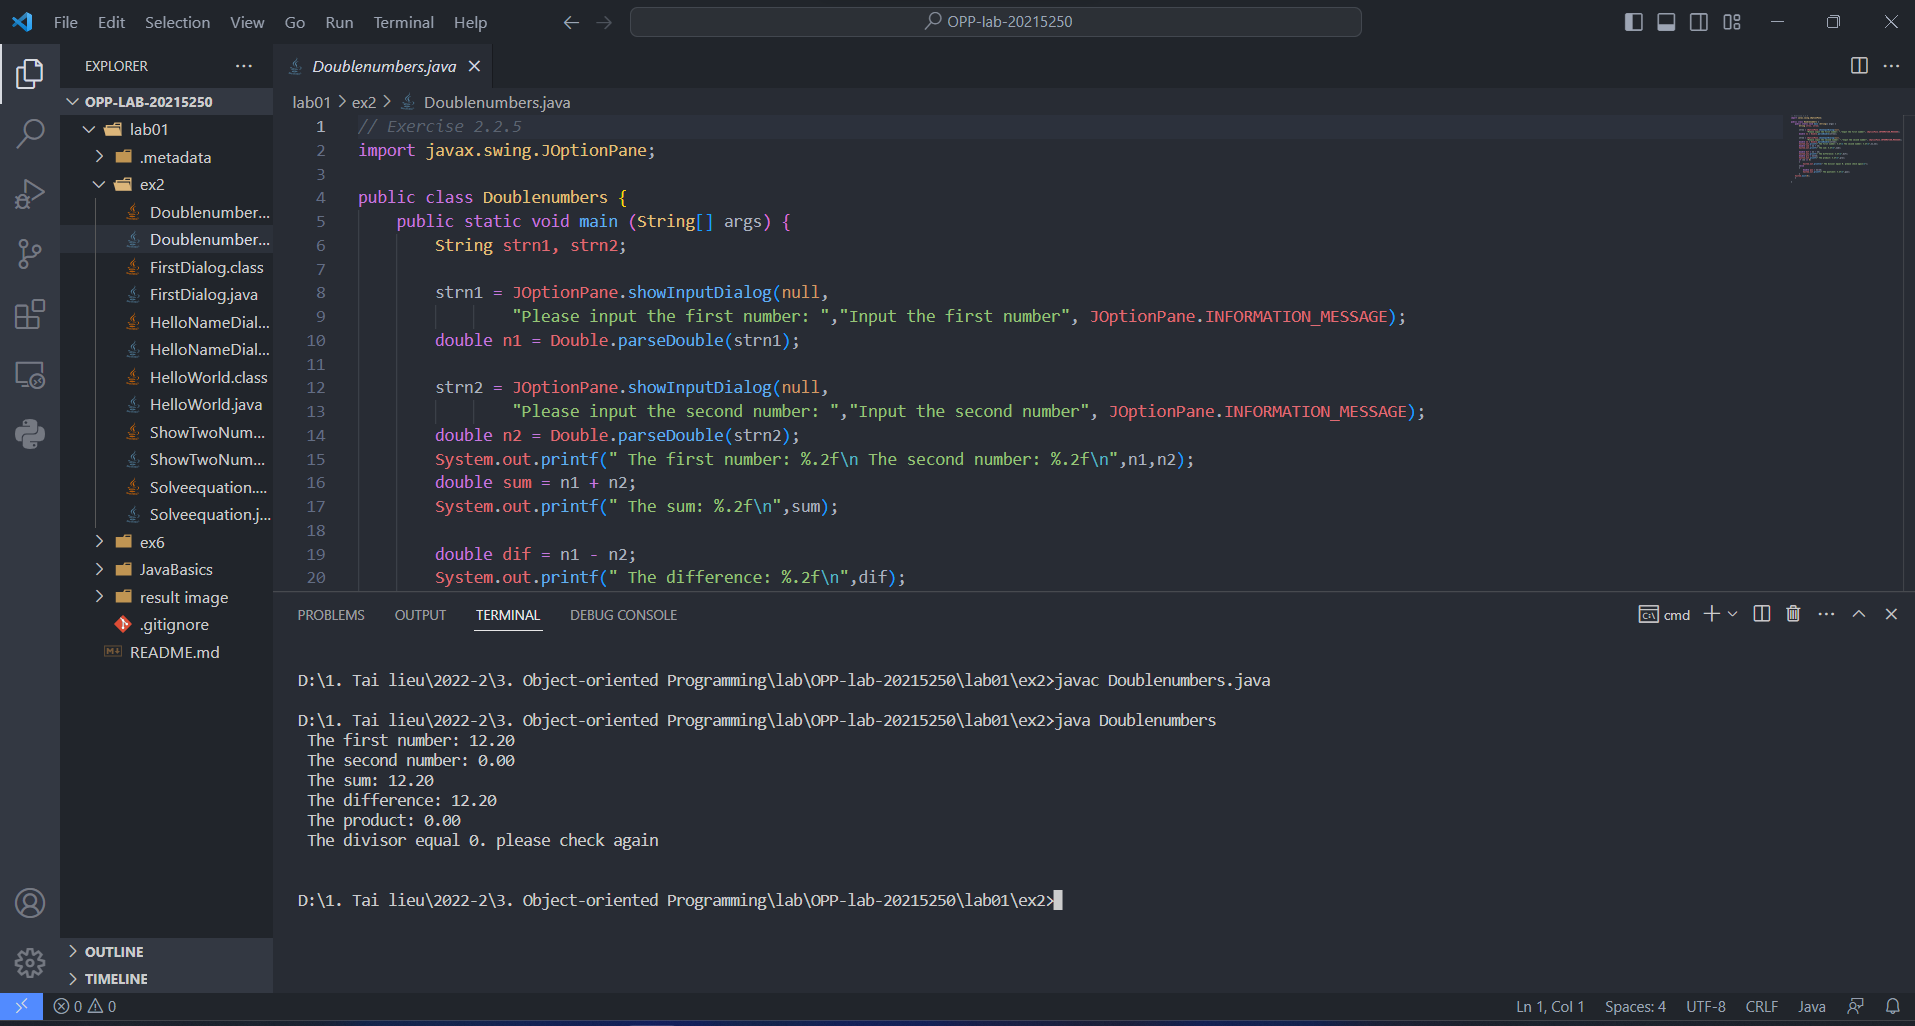 File Edit Selection View Go Run Terminal Help
OPP-lab-20215250
EXPLORER
OPP-LAB-20215250
lab01
.metadata
ex2
Doublenumber...
Doublenumber...
FirstDialog.class
FirstDialog.java
HelloNameDial...
HelloNameDial...
HelloWorld.class
HelloWorld.java
ShowTwoNum...
ShowTwoNum...
Solveequation....
Solveequation.j...
ex6
JavaBasics
result image
.gitignore
README.md
OUTLINE
TIMELINE
Doublenumbers.java
lab01 > ex2 > Doublenumbers.java
1 // Exercise 2.2.5
2 import javax.swing.JOptionPane;
3
4 public class Doublenumbers {
5 public static void main (String[] args) {
6 String strn1, strn2;
7
8 strn1 = JOptionPane.showInputDialog(null,
9 "Please input the first number: ","Input the first number", JOptionPane.INFORMATION_MESSAGE);
10 double n1 = Double.parseDouble(strn1);
11
12 strn2 = JOptionPane.showInputDialog(null,
13 "Please input the second number: ","Input the second number", JOptionPane.INFORMATION_MESSAGE);
14 double n2 = Double.parseDouble(strn2);
15 System.out.printf(" The first number: %.2f\n The second number: %.2f\n",n1,n2);
16 double sum = n1 + n2;
17 System.out.printf(" The sum: %.2f\n",sum);
18
19 double dif = n1 - n2;
20 System.out.printf(" The difference: %.2f\n",dif);
PROBLEMS OUTPUT TERMINAL DEBUG CONSOLE
cmd
D:\1. Tai lieu\2022-2\3. Object-oriented Programming\lab\OPP-lab-20215250\lab01\ex2>javac Doublenumbers.java
D:\1. Tai lieu\2022-2\3. Object-oriented Programming\lab\OPP-lab-20215250\lab01\ex2>java Doublenumbers
The first number: 12.20
The second number: 0.00
The sum: 12.20
The difference: 12.20
The product: 0.00
The divisor equal 0. please check again
D:\1. Tai lieu\2022-2\3. Object-oriented Programming\lab\OPP-lab-20215250\lab01\ex2>
0 0
Ln 1, Col 1 Spaces: 4 UTF-8 CRLF Java